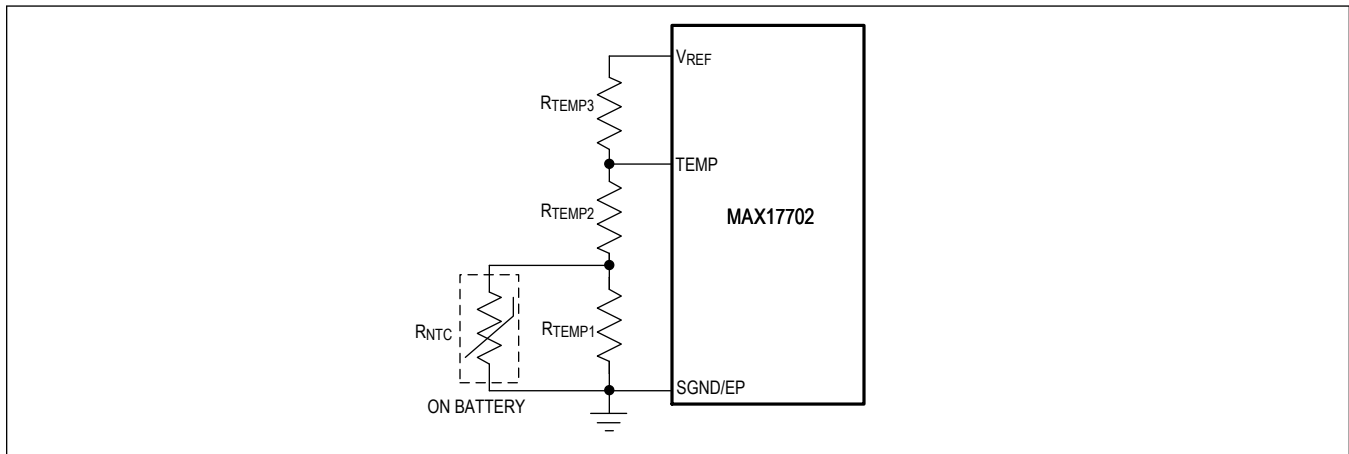 VREF
RTEMP3
TEMP
RTEMP2
MAX17702
RNTC
RTEMP1
SGND/EP
ON BATTERY